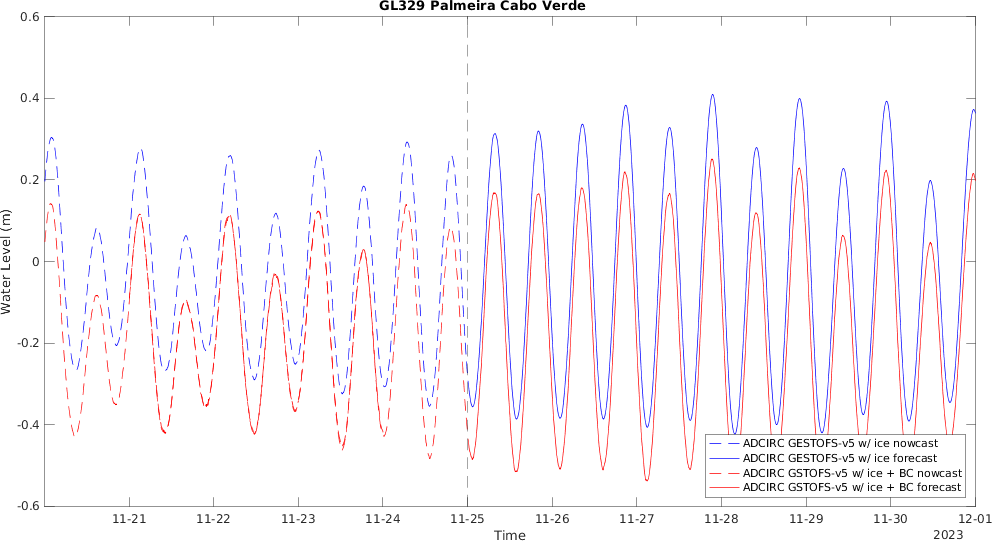 GL329 Palmeira Cabo Verde
Water Level (m)
0.6
0.4
0.2
0
-0.2
-0.4
-0.6
ADCIRC GESTOFS-v5 w/ ice nowcast
ADCIRC GESTOFS-v5 w/ ice forecast
ADCIRC GSTOFS-v5 w/ ice + BC nowcast
ADCIRC GSTOFS-v5 w/ ice + BC forecast
11-21 11-22 11-23 11-24 11-25 11-26 11-27 11-28 11-29 11-30 12-01
Time
2023